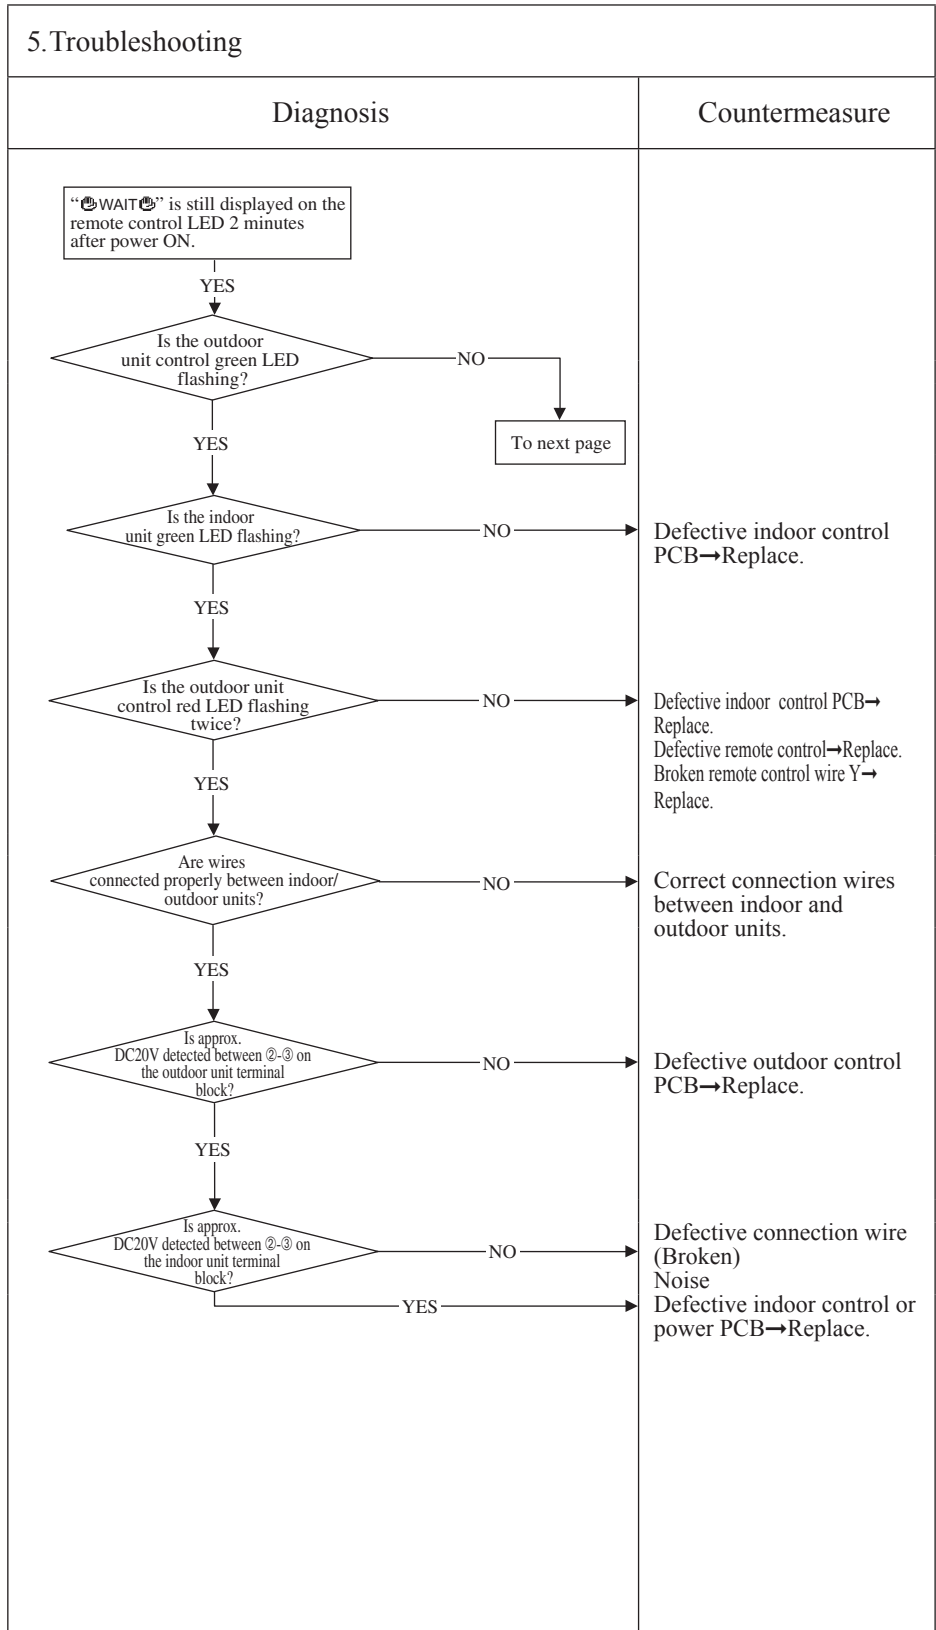 5.Troubleshooting
Diagnosis
Countermeasure
“WAIT” is still displayed on the
remote control LED 2 minutes
after power ON.
YES
Is the outdoor
unit control green LED
flashing?
NO
To next page
YES
Is the indoor
unit green LED flashing?
NO
Defective indoor control
PCB→Replace.
YES
Is the outdoor unit
control red LED flashing
twice?
NO
Defective indoor control PCB→
Replace.
Defective remote control→Replace.
Broken remote control wire Y→
Replace.
YES
Are wires
connected properly between indoor/
outdoor units?
NO
Correct connection wires
between indoor and
outdoor units.
YES
Is approx.
DC20V detected between ②-③ on
the outdoor unit terminal
block?
NO
Defective outdoor control
PCB→Replace.
YES
Is approx.
DC20V detected between ②-③ on
the indoor unit terminal
block?
NO
Defective connection wire
(Broken)
Noise
YES
Defective indoor control or
power PCB→Replace.